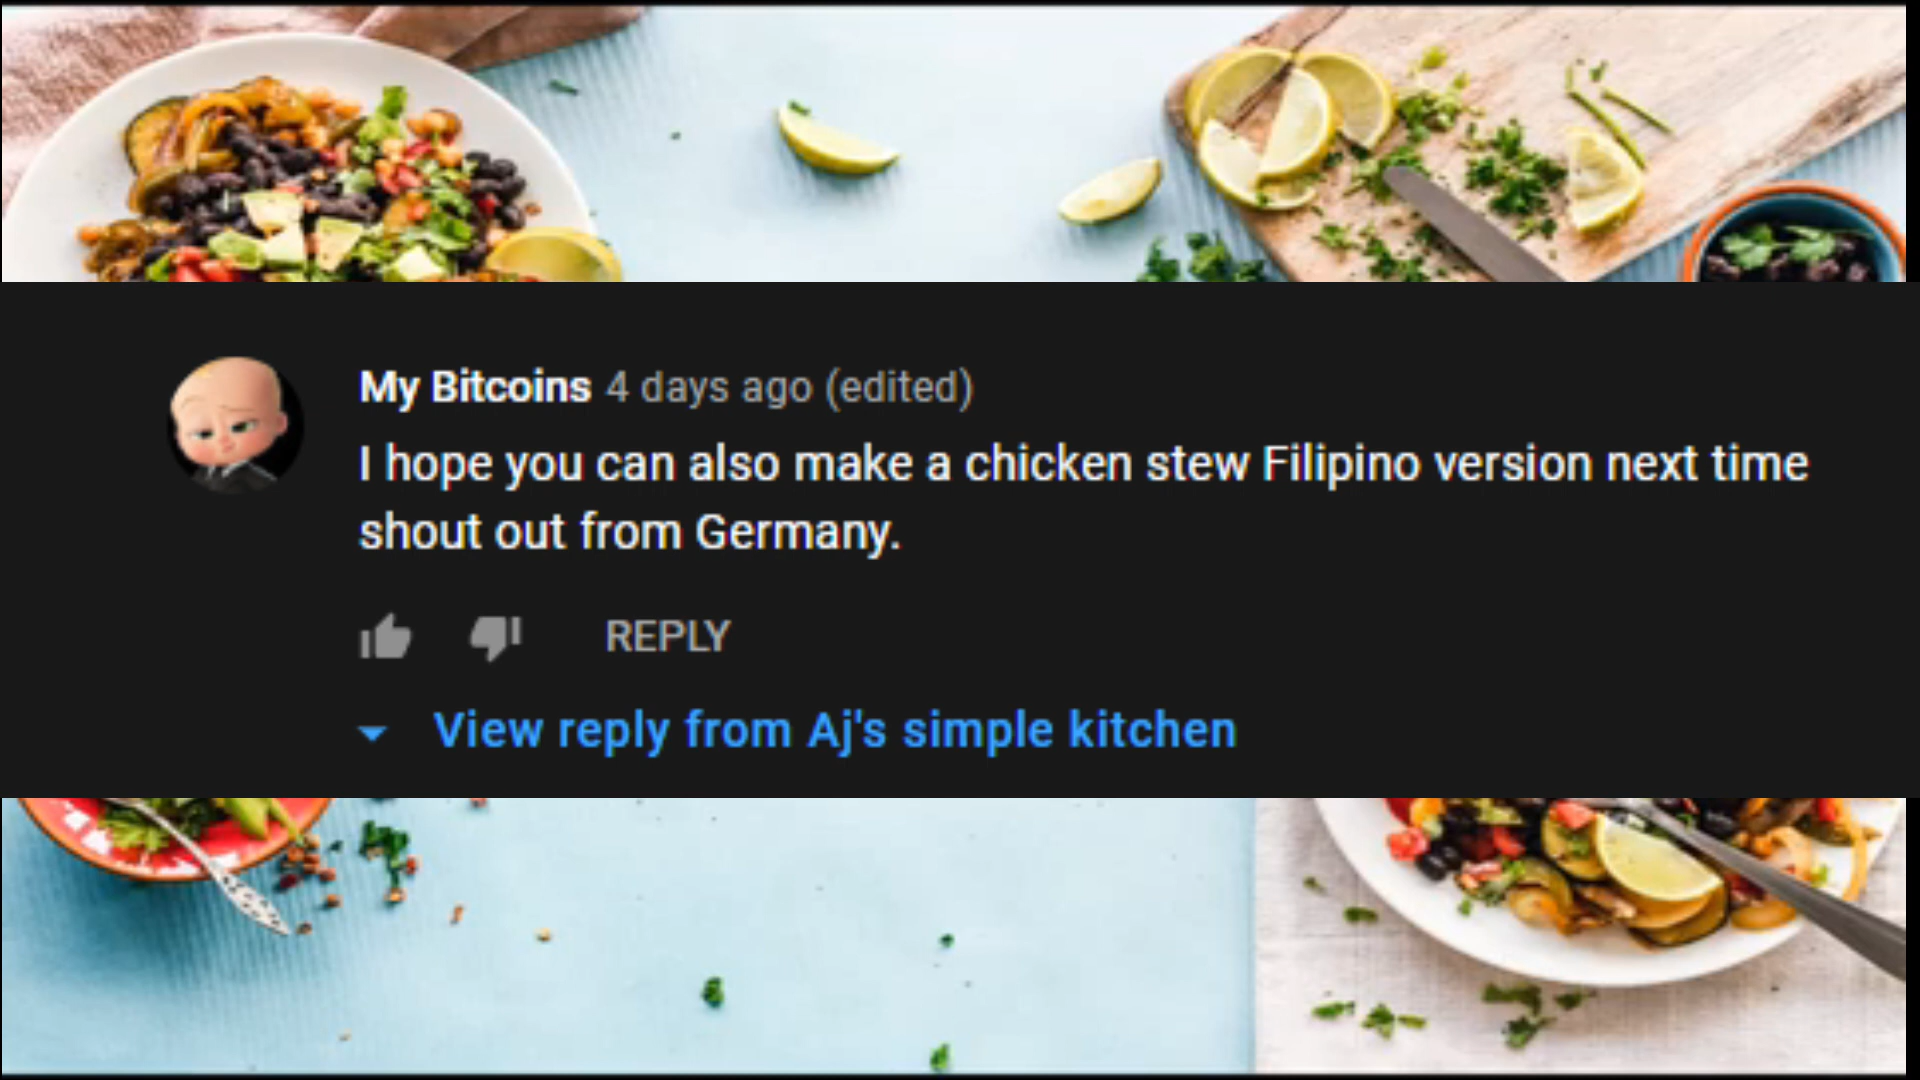 My Bitcoins 4 days ago (edited)
I hope you can also make a chicken stew Filipino version next time
shout out from Germany.
REPLY
View reply from Aj's simple kitchen